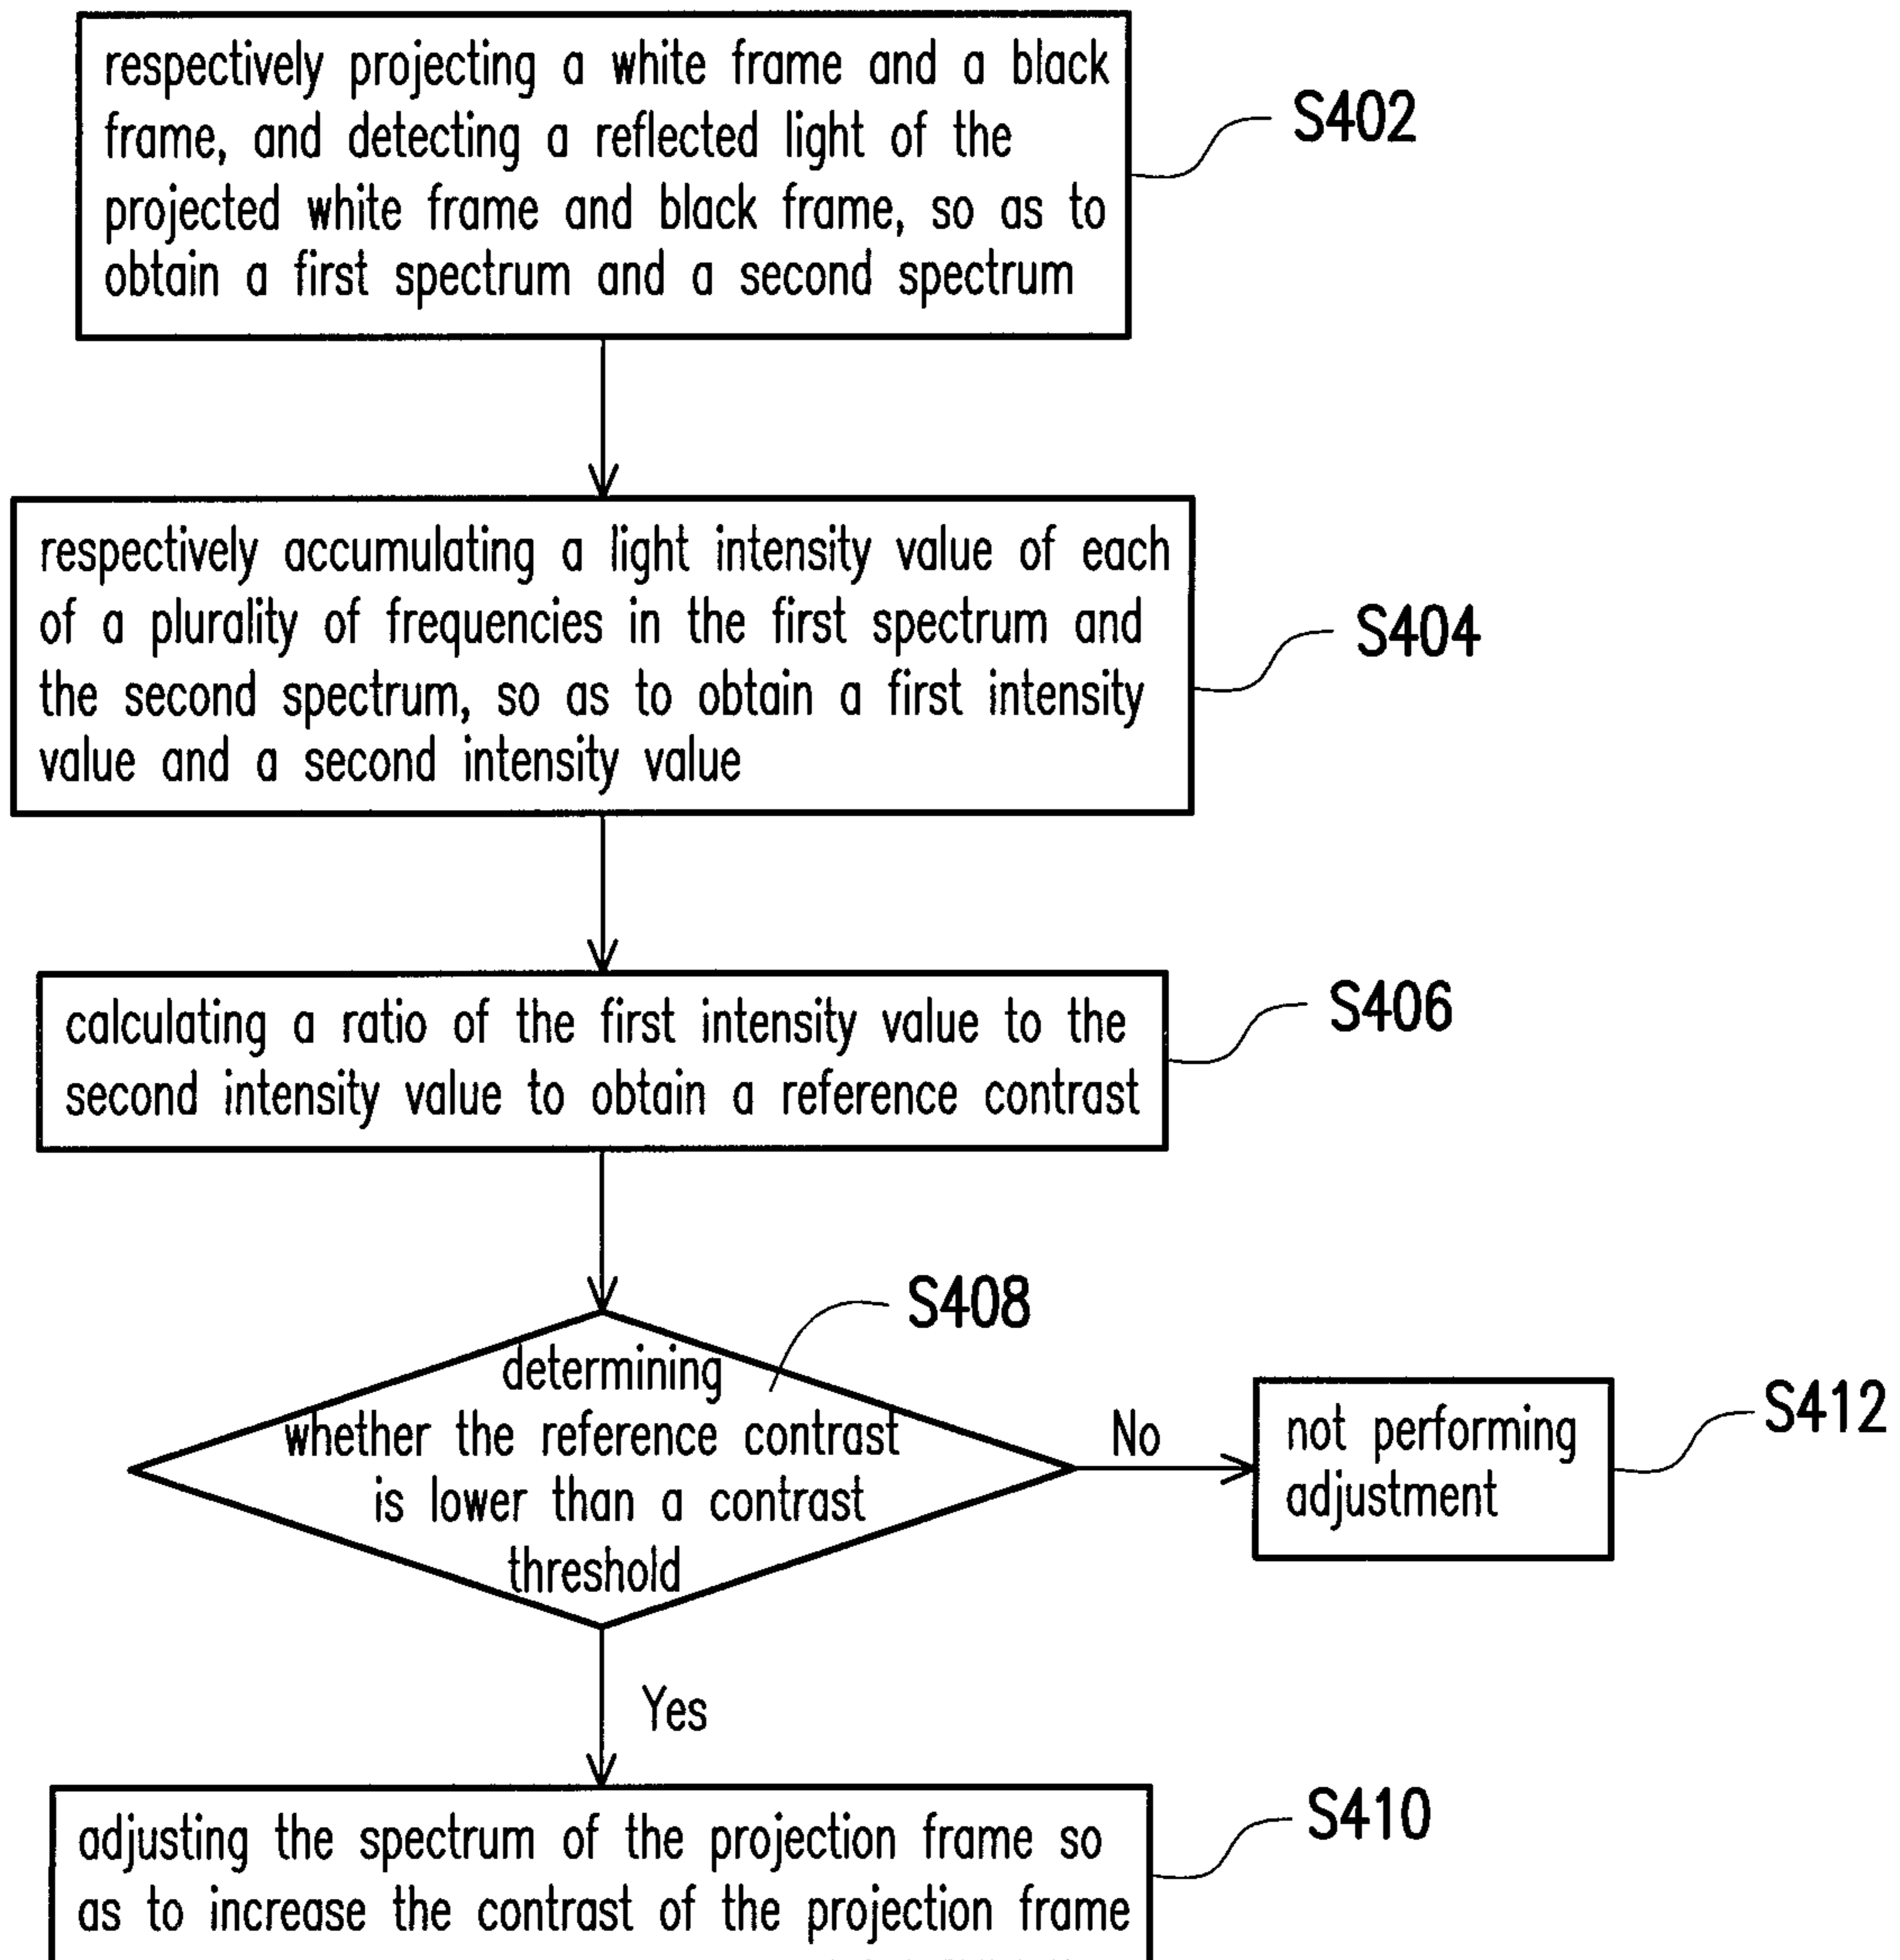 respectively projecting a white frame and a black
frame, and detecting a reflected light of the
projected white frame and black frame, so as to
obtain a first spectrum and a second spectrum
S402
respectively accumulating a light intensity value of each
of a plurality of frequencies in the first spectrum and
the second spectrum, so as to obtain a first intensity
value and a second intensity value
S404
calculating a ratio of the first intensity value to the
second intensity value to obtain a reference contrast
S406
S408
determining
whether the reference contrast
is lower than a contrast
threshold
No
not performing
adjustment
S412
Yes
adjusting the spectrum of the projection frame so
as to increase the contrast of the projection frame
S410